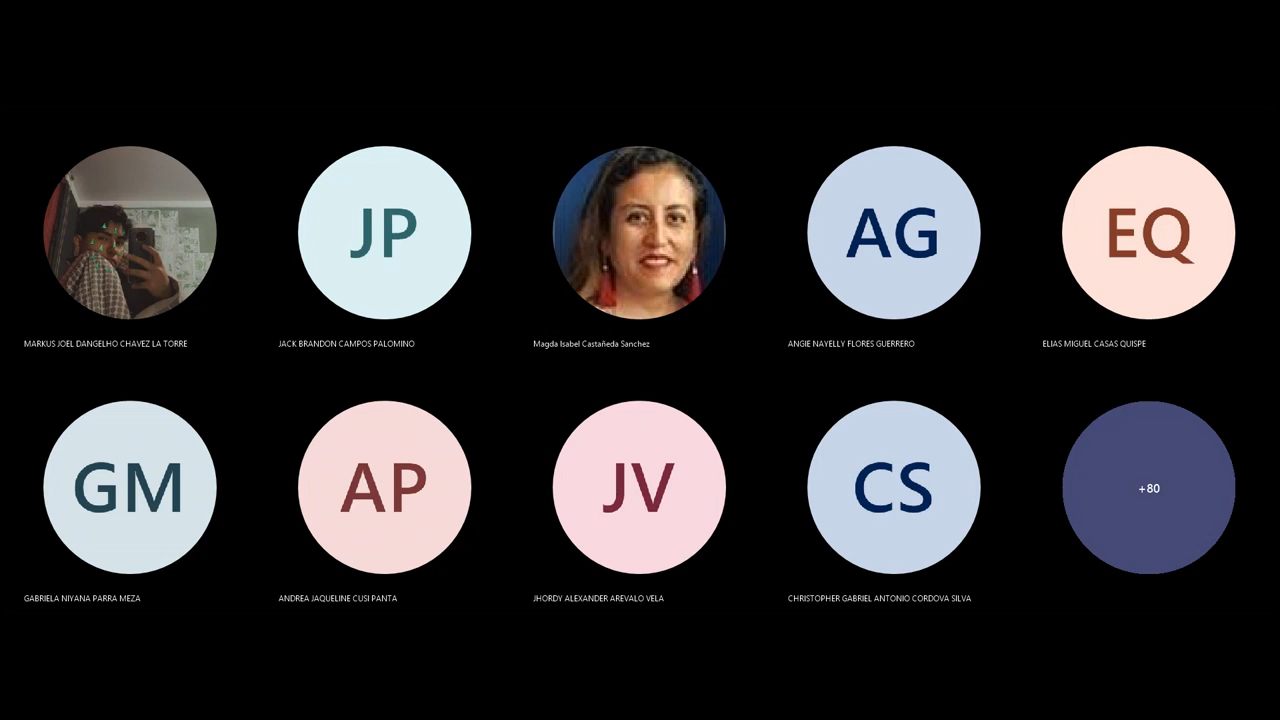 JP
AG
EQ
MARKUS JOEL DANGELHO CHAVEZ LA TORRE
JACK BRANDON CAMPOS PALOMINO
Magda Isabel Castañeda Sanchez
ANGIE NAYELLY FLORES GUERRERO
ELIAS MIGUEL CASAS QUISPE
GM
AP
JV
CS
+80
GABRIELA NIYANA PARRA MEZA
ANDREA JAQUELINE CUSI PANTA
JHORDY ALEXANDER AREVALO VELA
CHRISTOPHER GABRIEL ANTONIO CORDOVA SILVA